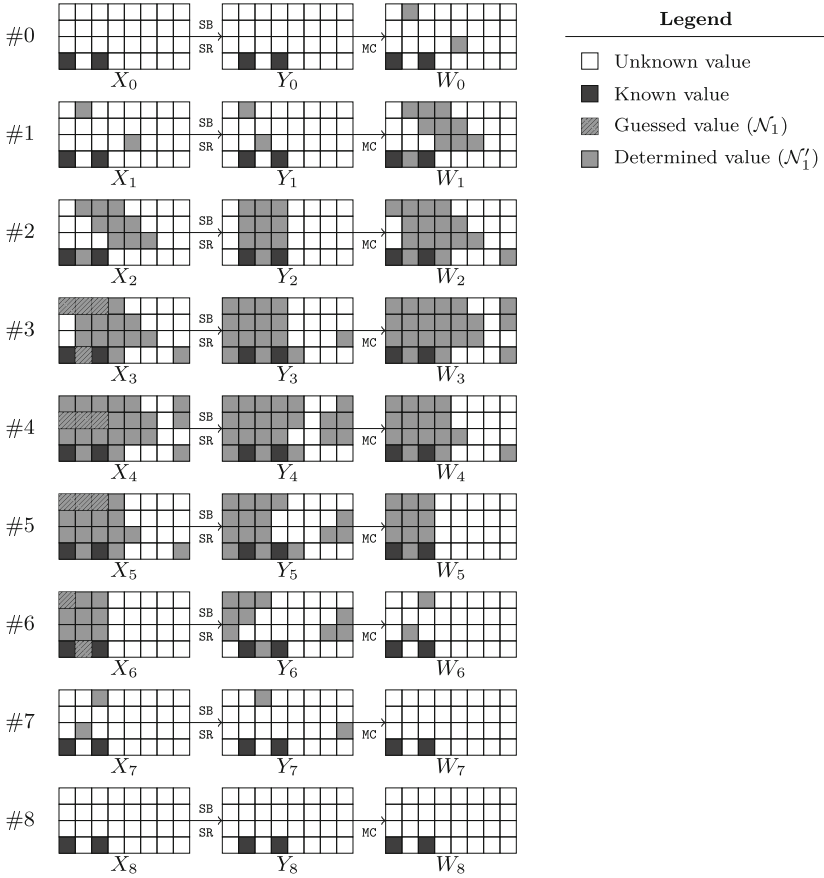 Legend
Unknown value
Known value
Guessed value (𝒩₁)
Determined value (𝒩′₁)
#0
SB
SR
MC
X₀
Y₀
W₀
#1
SB
SR
MC
X₁
Y₁
W₁
#2
SB
SR
MC
X₂
Y₂
W₂
#3
SB
SR
MC
X₃
Y₃
W₃
#4
SB
SR
MC
X₄
Y₄
W₄
#5
SB
SR
MC
X₅
Y₅
W₅
#6
SB
SR
MC
X₆
Y₆
W₆
#7
SB
SR
MC
X₇
Y₇
W₇
#8
SB
SR
MC
X₈
Y₈
W₈